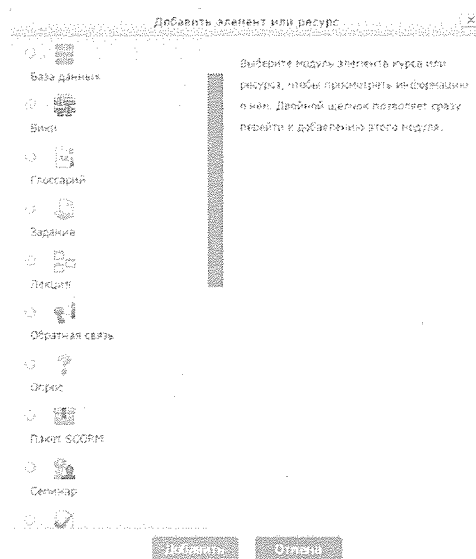 Добавить элемент или ресурс
База данных
Вики
Глоссарий
Задание
Лекция
Обратная связь
Опрос
Пакет SCORM
Семинар
Выберите модуль элемента курса или
ресурса, чтобы просмотреть информацию
о нём. Двойной щелчок позволяет сразу
перейти к добавлению этого модуля.
Добавить
Отмена